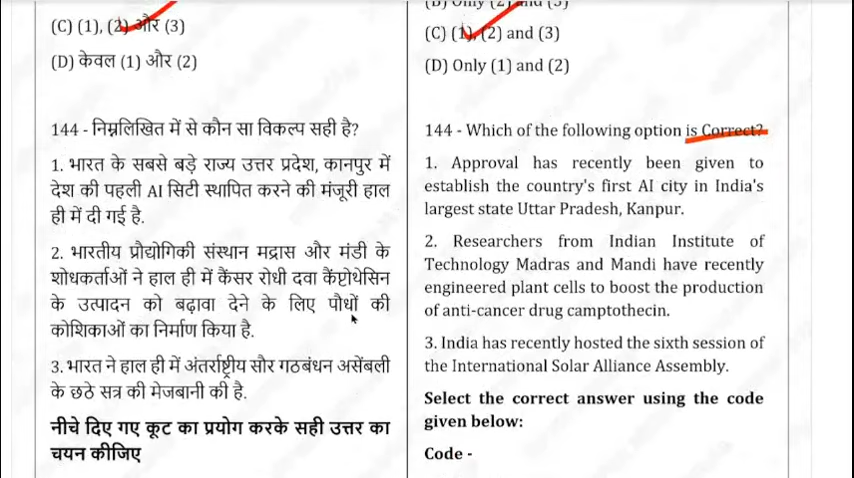 (C) (1), (2) और (3)
(D) केवल (1) और (2)
144 - निम्नलिखित में से कौन सा विकल्प सही है?
1. भारत के सबसे बड़े राज्य उत्तर प्रदेश, कानपुर में
देश की पहली AI सिटी स्थापित करने की मंजूरी हाल
ही में दी गई है.
2. भारतीय प्रौद्योगिकी संस्थान मद्रास और मंडी के
शोधकर्ताओं ने हाल ही में कैंसर रोधी दवा कैंप्टोथेसिन
के उत्पादन को बढ़ावा देने के लिए पौधों की
कोशिकाओं का निर्माण किया है.
3. भारत ने हाल ही में अंतर्राष्ट्रीय सौर गठबंधन असेंबली
के छठे सत्र की मेजबानी की है.
नीचे दिए गए कूट का प्रयोग करके सही उत्तर का
चयन कीजिए
(B) Only (2) and (3)
(C) (1), (2) and (3)
(D) Only (1) and (2)
144 - Which of the following option is Correct?
1. Approval has recently been given to
establish the country's first AI city in India's
largest state Uttar Pradesh, Kanpur.
2. Researchers from Indian Institute of
Technology Madras and Mandi have recently
engineered plant cells to boost the production
of anti-cancer drug camptothecin.
3. India has recently hosted the sixth session of
the International Solar Alliance Assembly.
Select the correct answer using the code
given below:
Code -